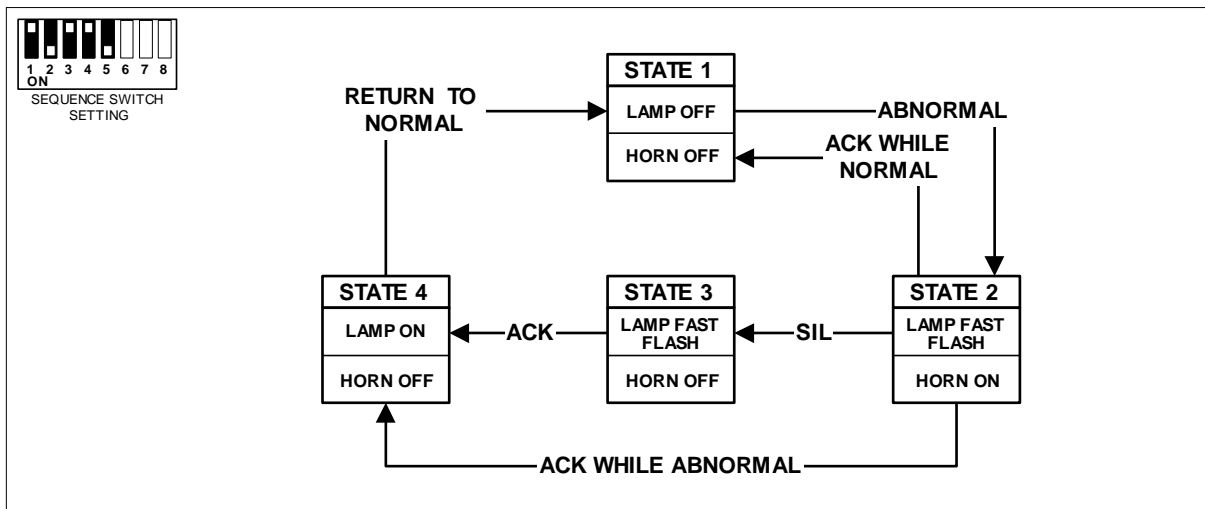 1 2 3 4 5 6 7 8
ON
SEQUENCE SWITCH
SETTING
STATE 1
LAMP OFF
HORN OFF
RETURN TO
NORMAL
ABNORMAL
ACK WHILE
NORMAL
STATE 4
LAMP ON
HORN OFF
ACK
STATE 3
LAMP FAST
FLASH
HORN OFF
SIL
STATE 2
LAMP FAST
FLASH
HORN ON
ACK WHILE ABNORMAL